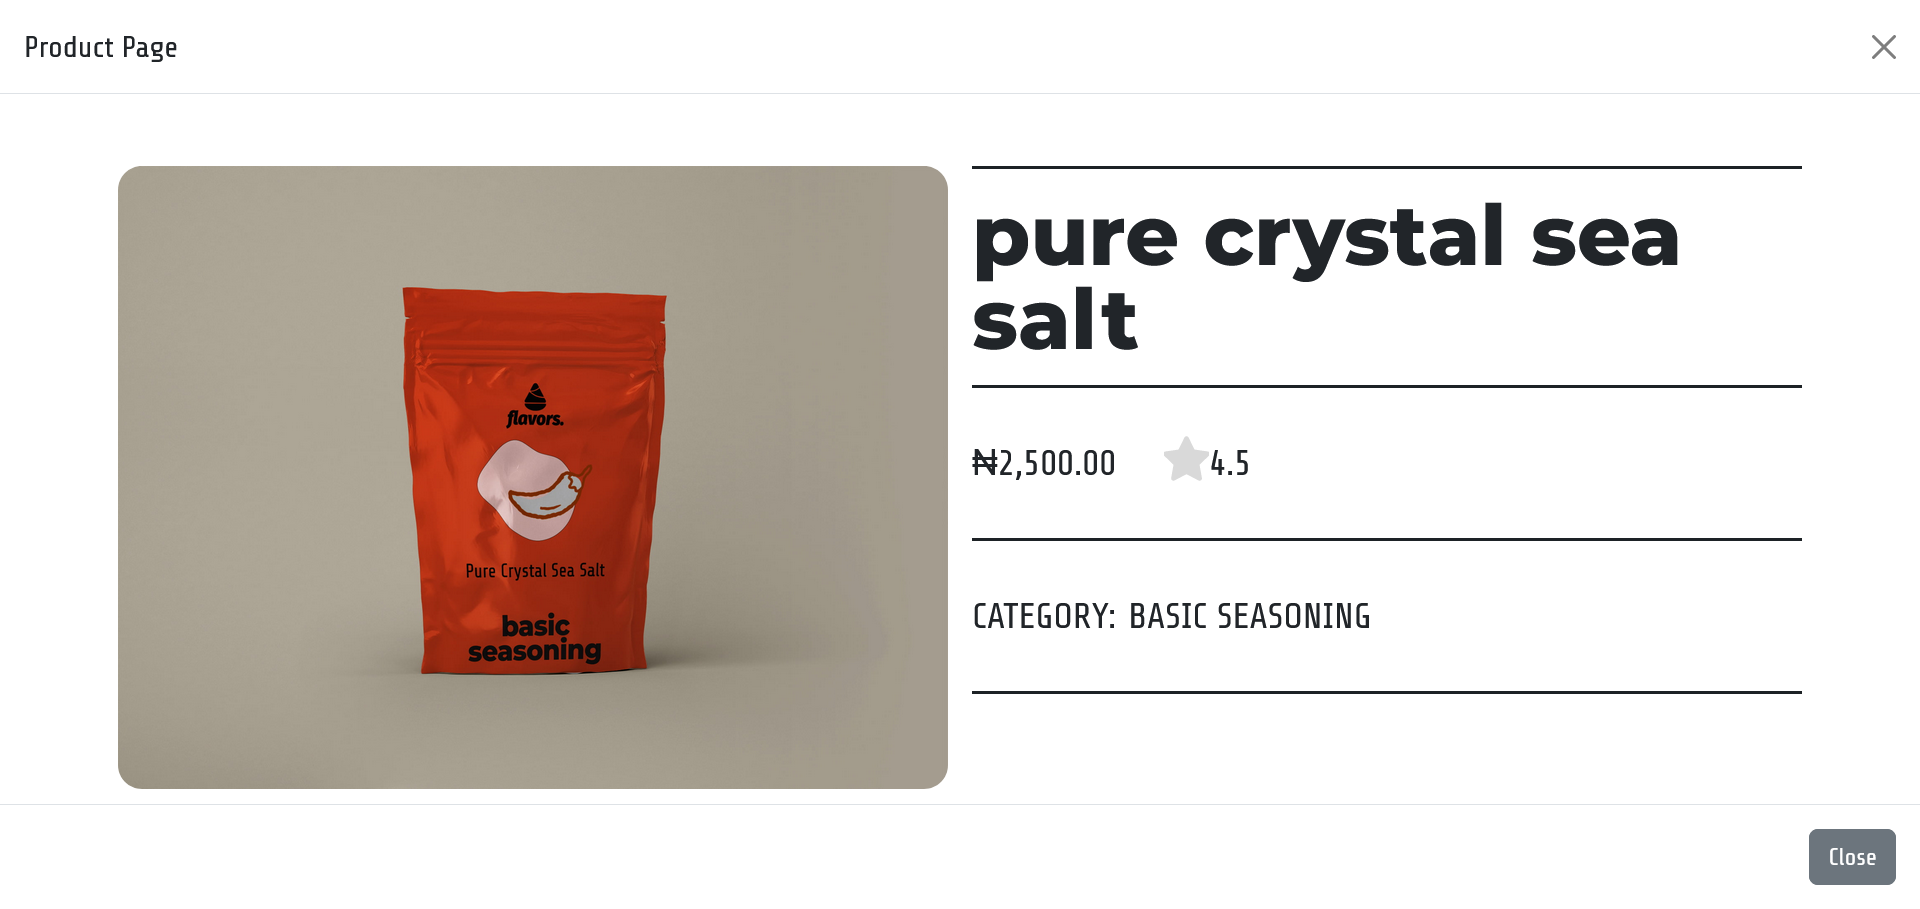 Product Page
flavors.
Pure Crystal Sea Salt
basic
seasoning
pure crystal sea
salt
₦2,500.00 4.5
CATEGORY: BASIC SEASONING
Close